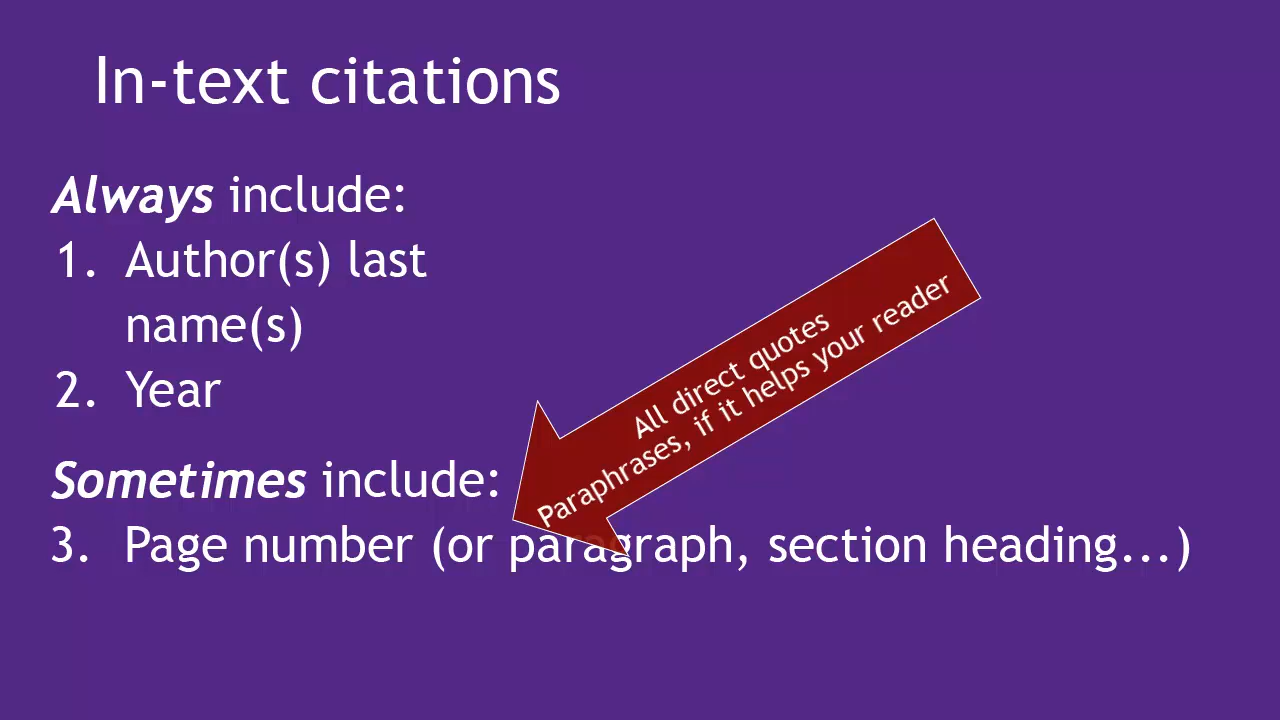 In-text citations
Always include:
1. Author(s) last
name(s)
2. Year
All direct quotes
Paraphrases, if it helps your reader
Sometimes include:
3. Page number (or paragraph, section heading...)